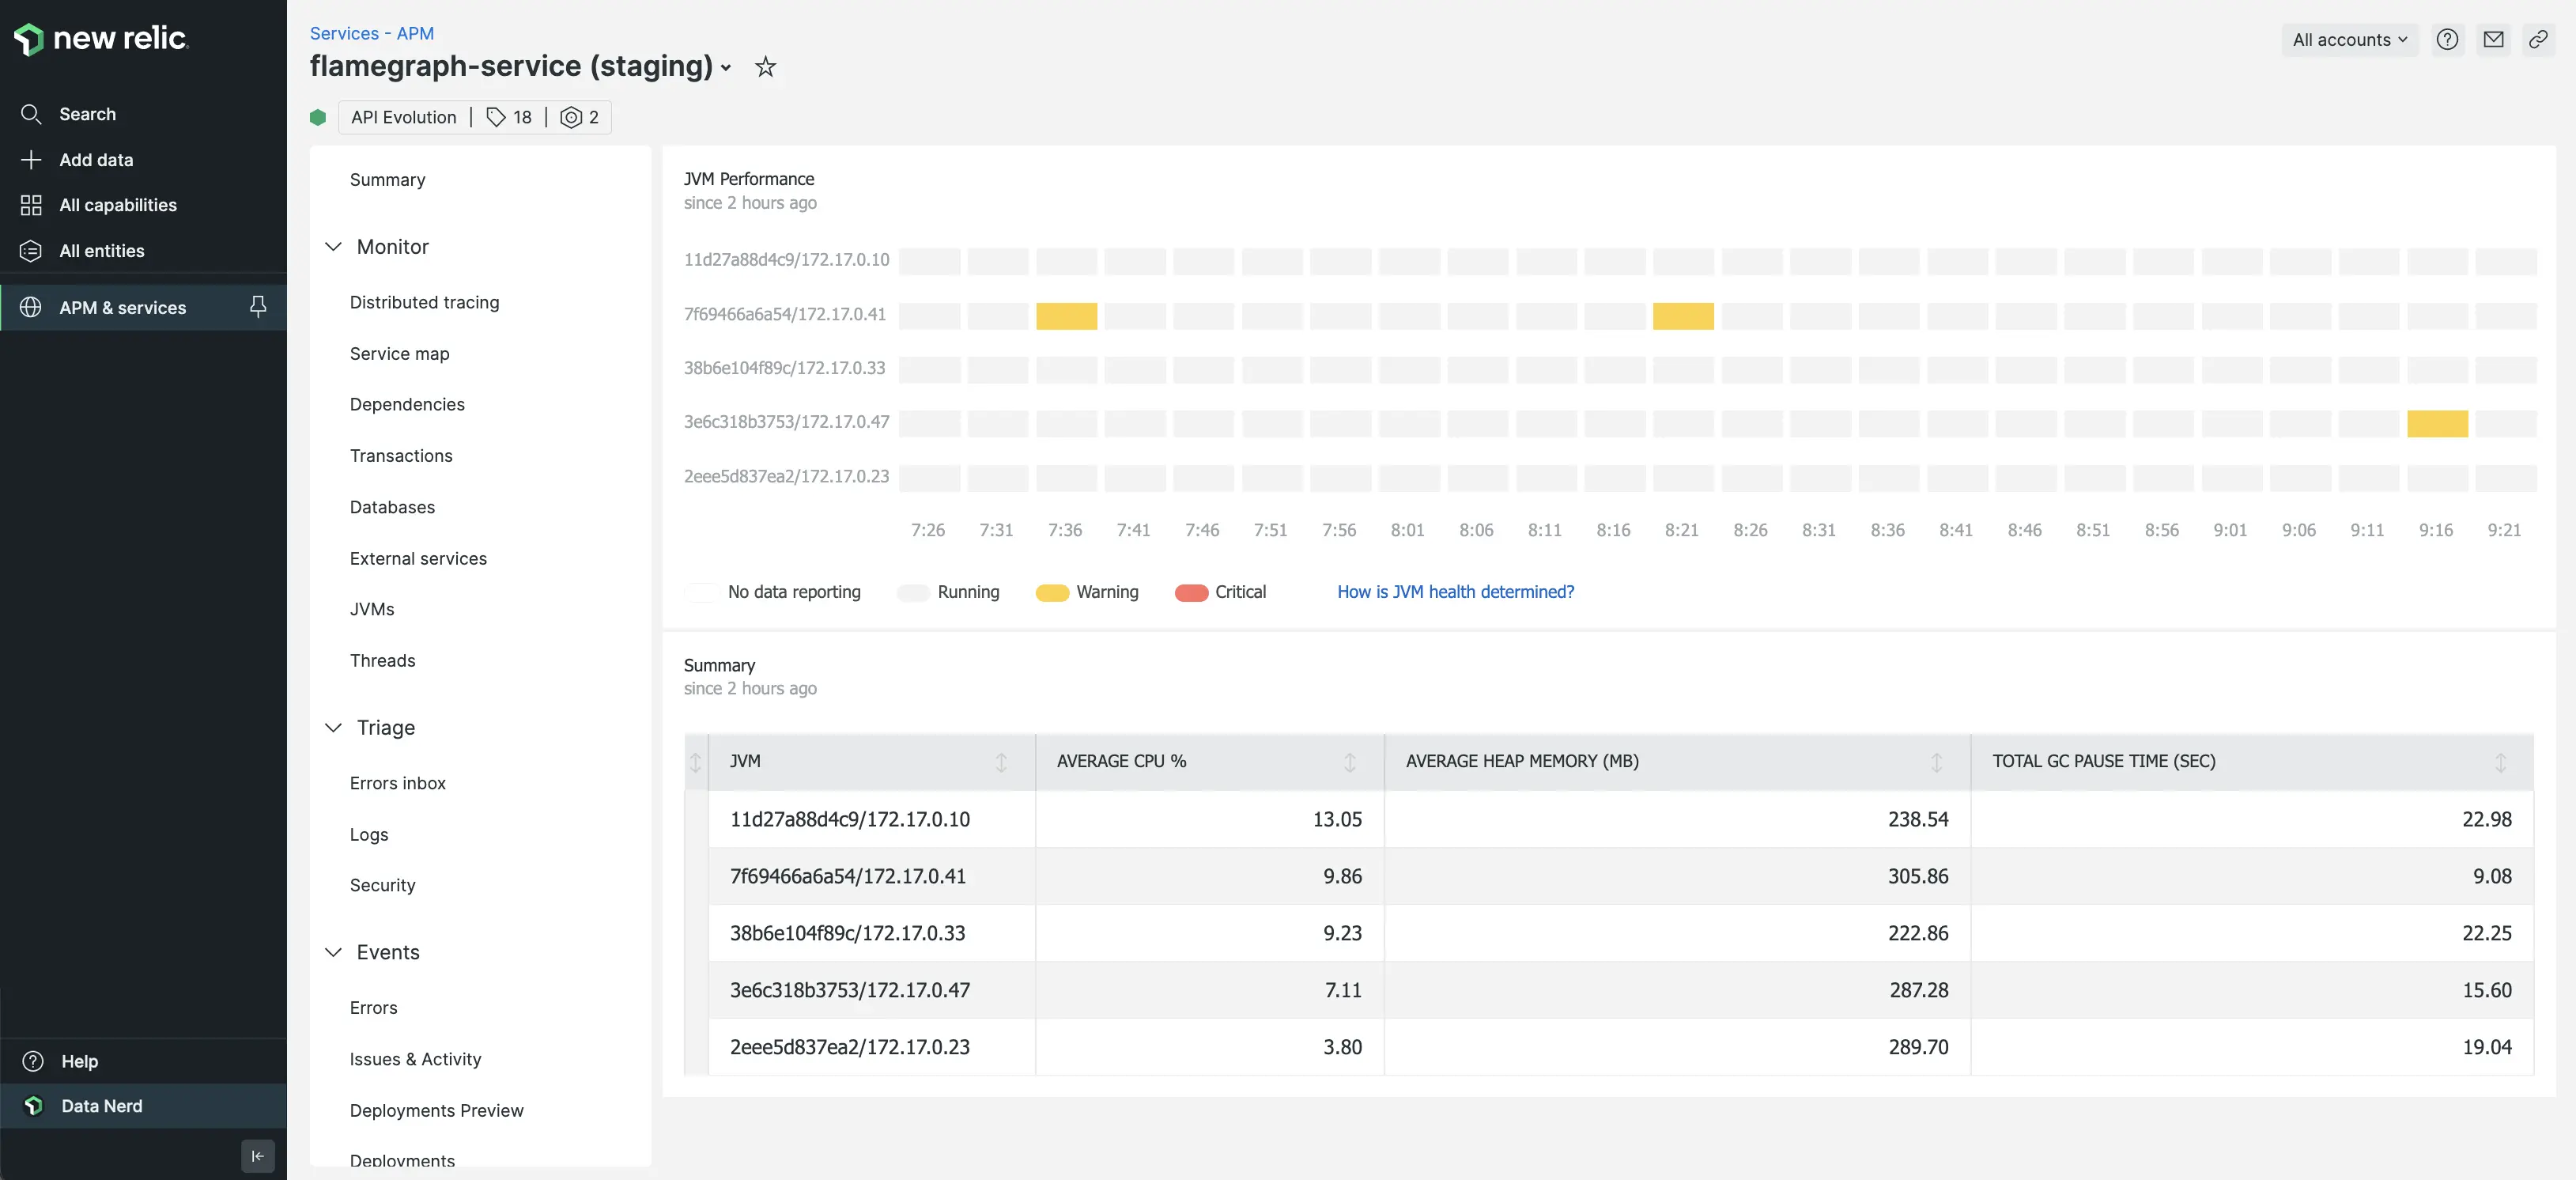 new relic.
Search
Add data
All capabilities
All entities
APM & services
Help
Data Nerd
Services - APM
flamegraph-service (staging)
API Evolution | 18 | 2
All accounts
Summary
Monitor
Distributed tracing
Service map
Dependencies
Transactions
Databases
External services
JVMs
Threads
Triage
Errors inbox
Logs
Security
Events
Errors
Issues & Activity
Deployments Preview
Deployments
JVM Performance
since 2 hours ago
11d27a88d4c9/172.17.0.10
7f69466a6a54/172.17.0.41
38b6e104f89c/172.17.0.33
3e6c318b3753/172.17.0.47
2eee5d837ea2/172.17.0.23
7:26 7:31 7:36 7:41 7:46 7:51 7:56 8:01 8:06 8:11 8:16 8:21 8:26 8:31 8:36 8:41 8:46 8:51 8:56 9:01 9:06 9:11 9:16 9:21
No data reporting Running Warning Critical How is JVM health determined?
Summary
since 2 hours ago
JVM AVERAGE CPU % AVERAGE HEAP MEMORY (MB) TOTAL GC PAUSE TIME (SEC)
11d27a88d4c9/172.17.0.10 13.05 238.54 22.98
7f69466a6a54/172.17.0.41 9.86 305.86 9.08
38b6e104f89c/172.17.0.33 9.23 222.86 22.25
3e6c318b3753/172.17.0.47 7.11 287.28 15.60
2eee5d837ea2/172.17.0.23 3.80 289.70 19.04